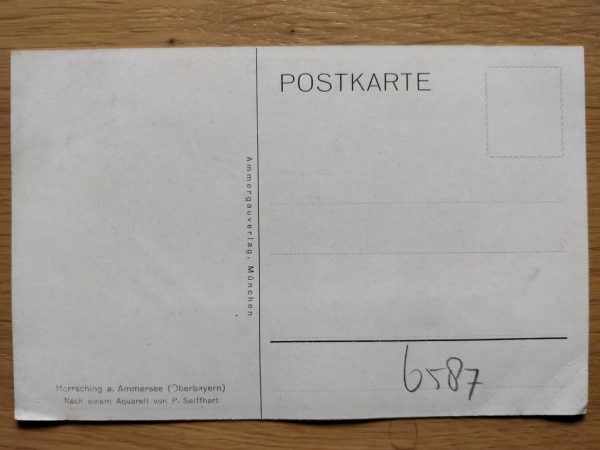 POSTKARTE
Ammergauverlag, München
Herrsching a. Ammersee (Oberbayern)
Nach einem Aquarell von P. Seiffhart
6587